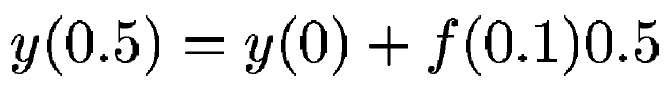 y(0.5) = y(0) + f(0.1)0.5